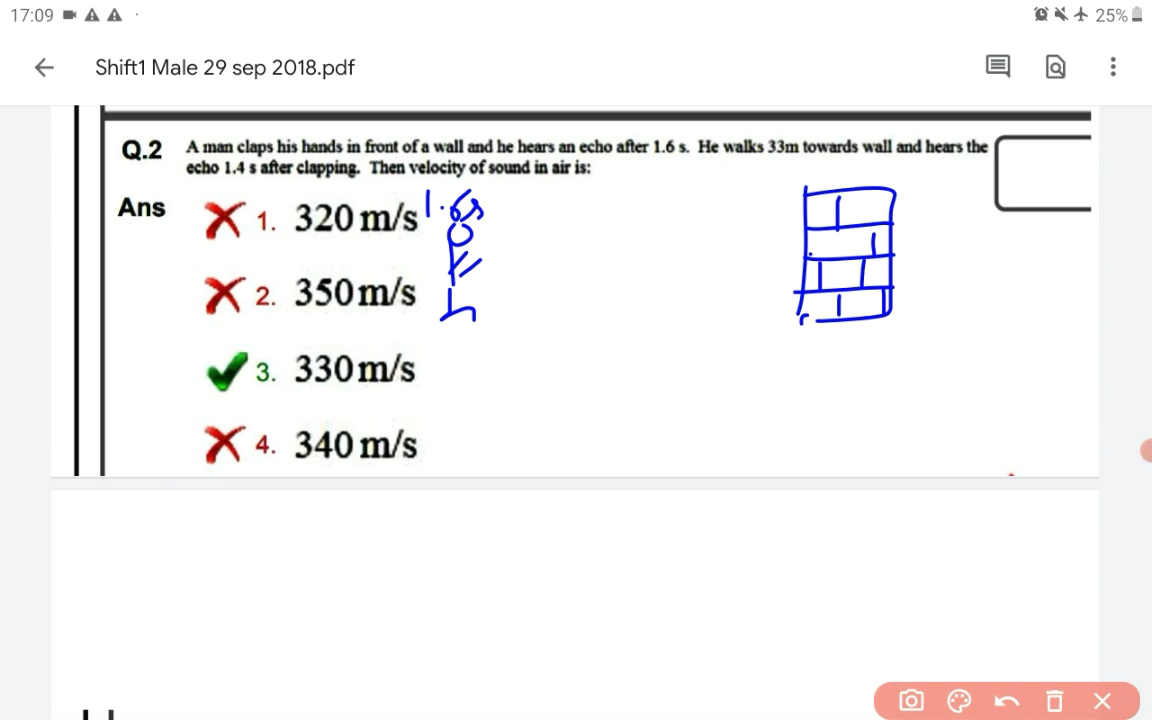 17:09
25%
Shift1 Male 29 sep 2018.pdf
Q.2 A man claps his hands in front of a wall and he hears an echo after 1.6 s. He walks 33m towards wall and hears the
echo 1.4 s after clapping. Then velocity of sound in air is:
Ans
1. 320 m/s
1.6s
2. 350 m/s
3. 330 m/s
4. 340 m/s